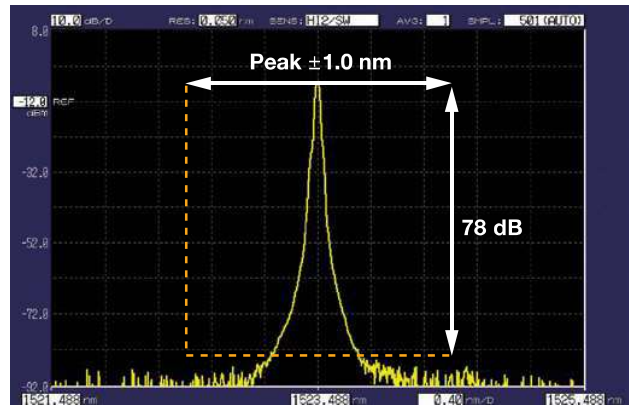 10.0 dB/D RES: 0.050 nm SENS: HI2/SW AVG: 1 SMPL: 501(AUTO)
8.0
Peak ±1.0 nm
-12.0 REF
dBm
-32.0
78 dB
-52.0
-72.0
-92.0
1521.488 nm 1523.488 nm 0.40 nm/D 1525.488 nm